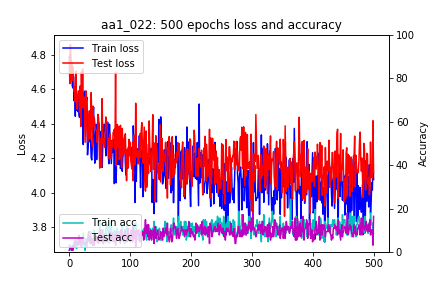 aa1_022: 500 epochs loss and accuracy
Train loss
Test loss
Train acc
Test acc
Loss
Accuracy
4.8
4.6
4.4
4.2
4.0
3.8
100
80
60
40
20
0
0 100 200 300 400 500